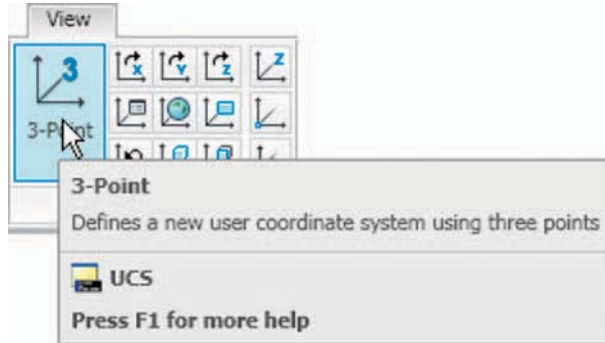 View
3
X
Y
Z
Z
3-Point
3-Point
Defines a new user coordinate system using three points
UCS
Press F1 for more help